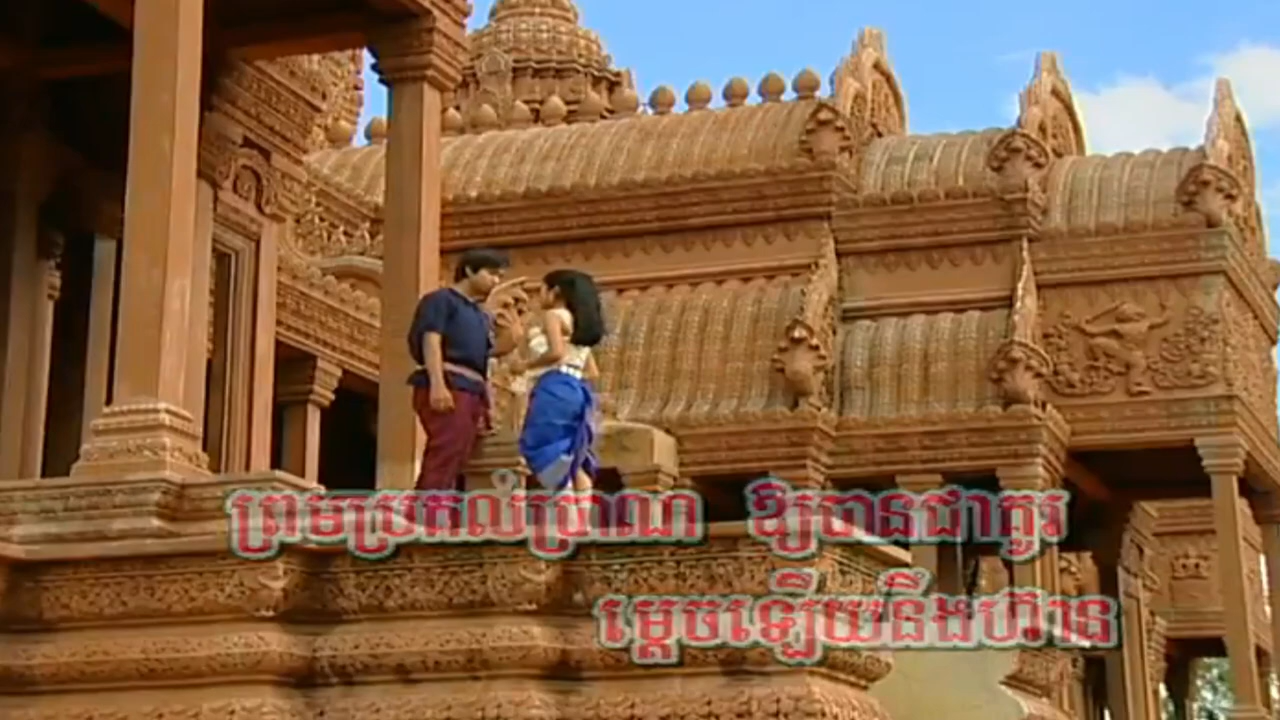 ព្រមប្រគល់ប្រាណ ឱ្យបានជាគូរ
ម្ដេចឡើយនឹងហ៊ាន